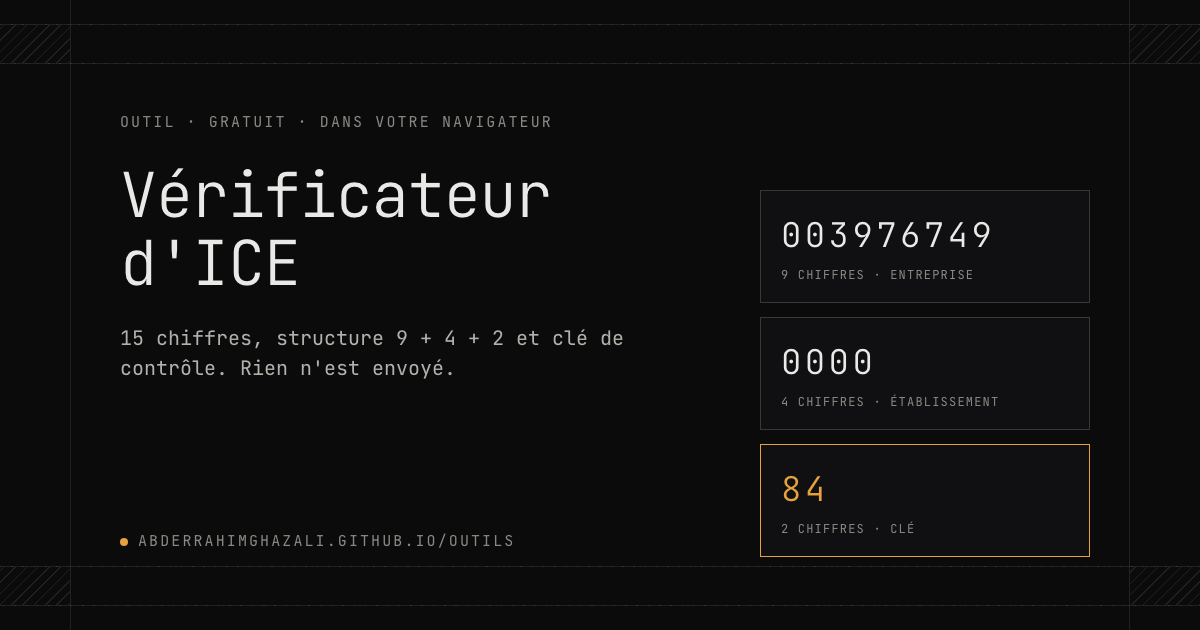 OUTIL · GRATUIT · DANS VOTRE NAVIGATEUR
Vérificateur
d'ICE
15 chiffres, structure 9 + 4 + 2 et clé de
contrôle. Rien n'est envoyé.
ABDERRAHIMGHAZALI.GITHUB.IO/OUTILS
003976749
9 CHIFFRES · ENTREPRISE
0000
4 CHIFFRES · ÉTABLISSEMENT
84
2 CHIFFRES · CLÉ